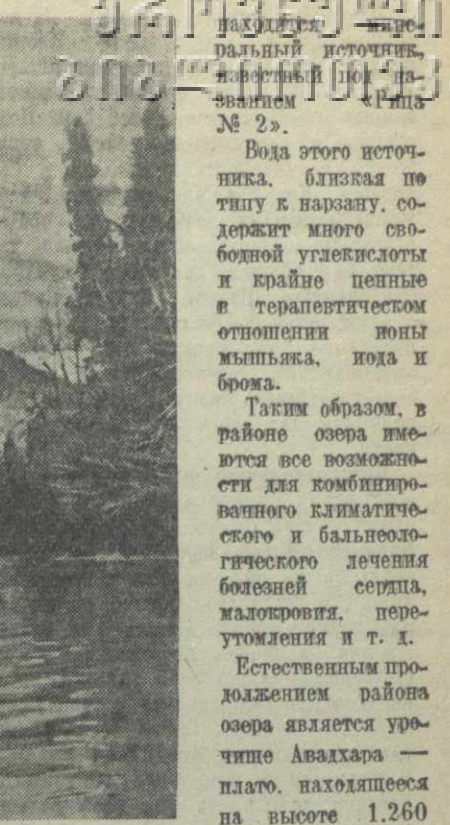 находится мине-
ральный источник,
известный под на-
званием «Рица
№ 2».
Вода этого источ-
ника, близкая по
типу к нарзану, со-
держит много сво-
бодной углекислоты
и крайне ценные
в терапевтическом
отношении ионы
мышьяка, иода и
брома.
Таким образом, в
районе озера име-
ются все возможно-
сти для комбиниро-
ванного климатиче-
ского и бальнеоло-
гического лечения
болезней сердца,
малокровия, пере-
утомления и т. д.
Естественным про-
должением района
озера является уро-
чище Авадхара —
плато, находящееся
на высоте 1.260